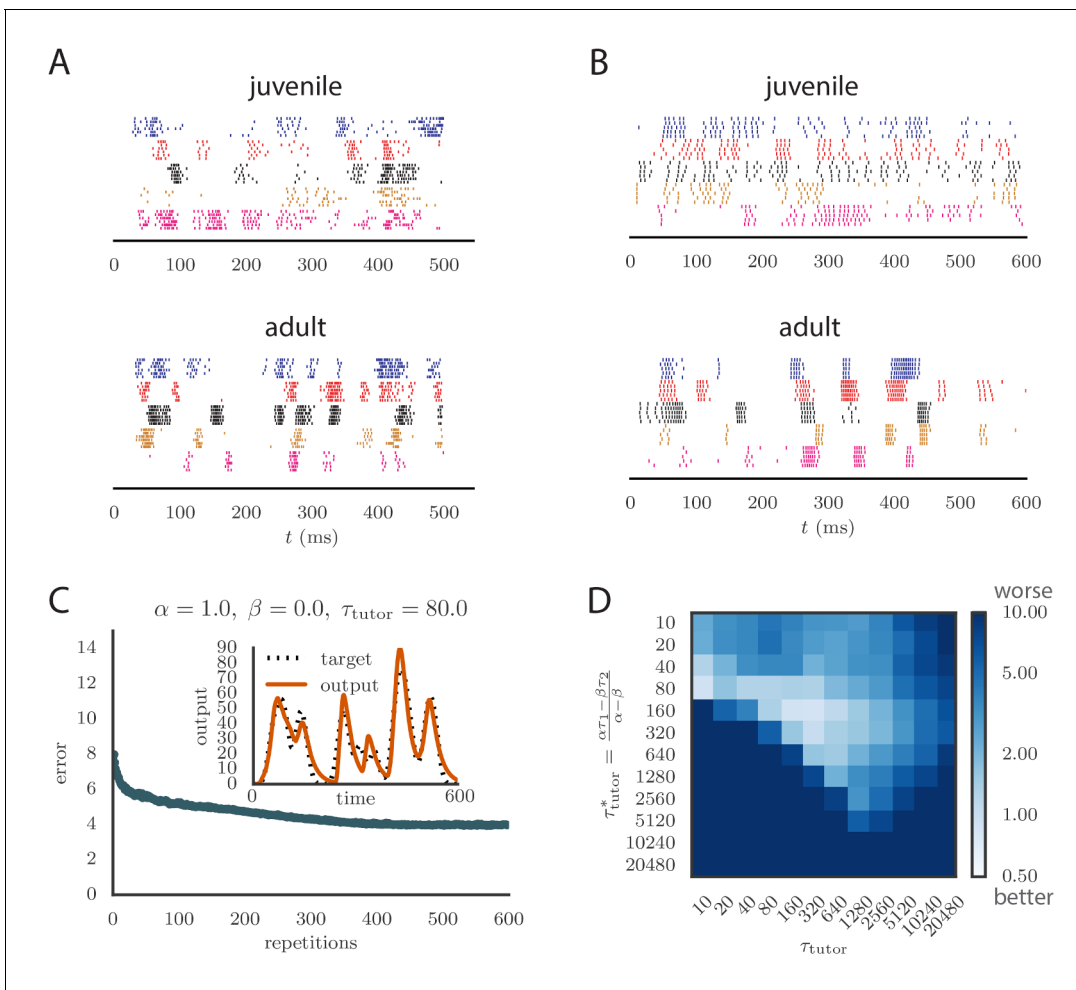 A
juvenile
0 100 200 300 400 500
adult
0 100 200 300 400 500
t (ms)
B
juvenile
0 100 200 300 400 500 600
adult
0 100 200 300 400 500 600
t (ms)
C
α = 1.0, β = 0.0, τtutor = 80.0
14
12
10
8
6
4
2
0
error
0 100 200 300 400 500 600
repetitions
90
80
70
60
50
40
30
20
10
0
output
target
output
0 time 600
D
worse
10
20
40
80
160
320
640
1280
2560
5120
10240
20480
τ*tutor = (ατ1−βτ2)/(α−β)
10 20 40 80 160 320 640 1280 2560 5120 10240 20480
τtutor
10.00
5.00
2.00
1.00
0.50
better